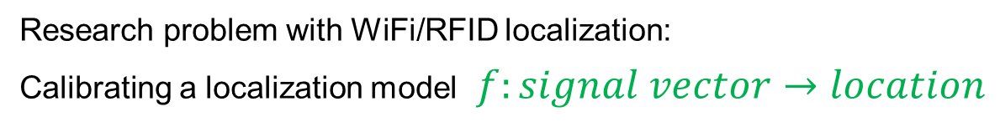 Research problem with WiFi/RFID localization:
Calibrating a localization model f: signal vector → location